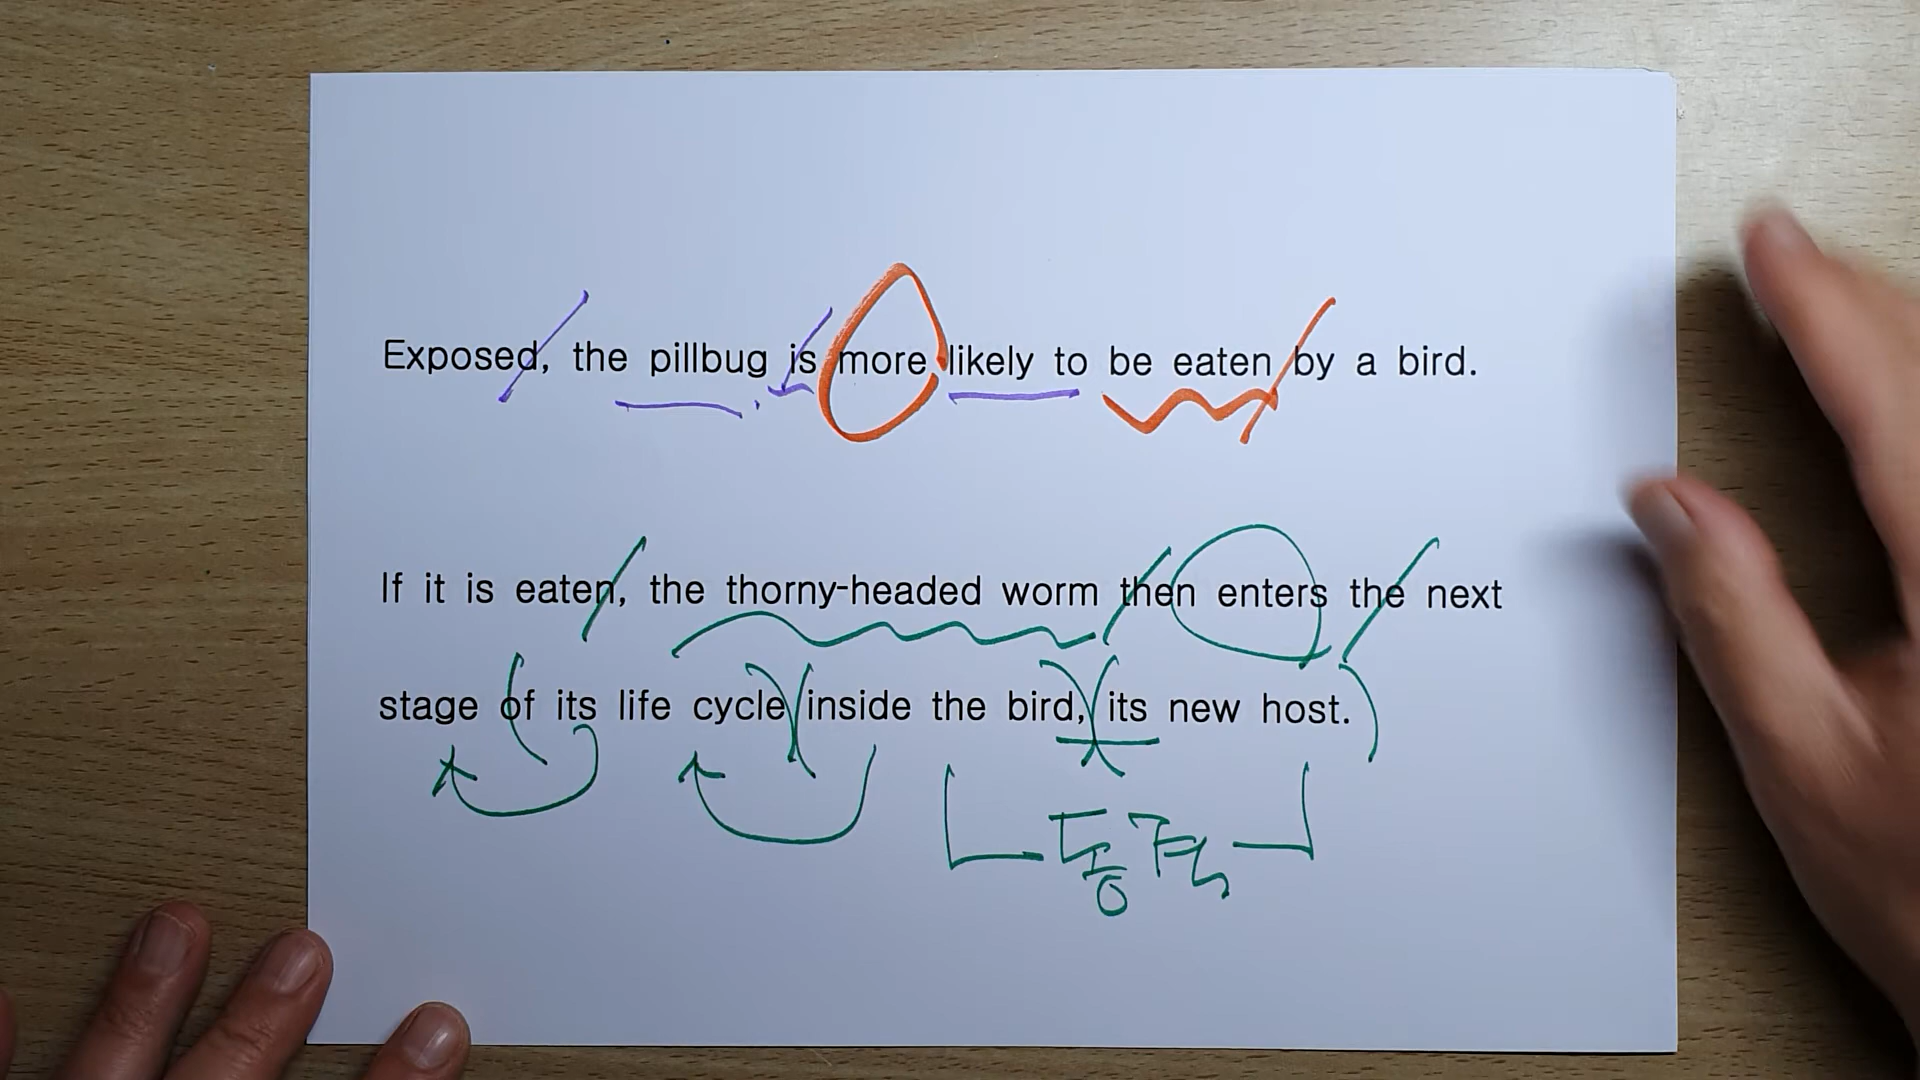 Exposed, the pillbug is more likely to be eaten by a bird.
If it is eaten, the thorny-headed worm then enters the next
stage of its life cycle inside the bird, its new host.
동격